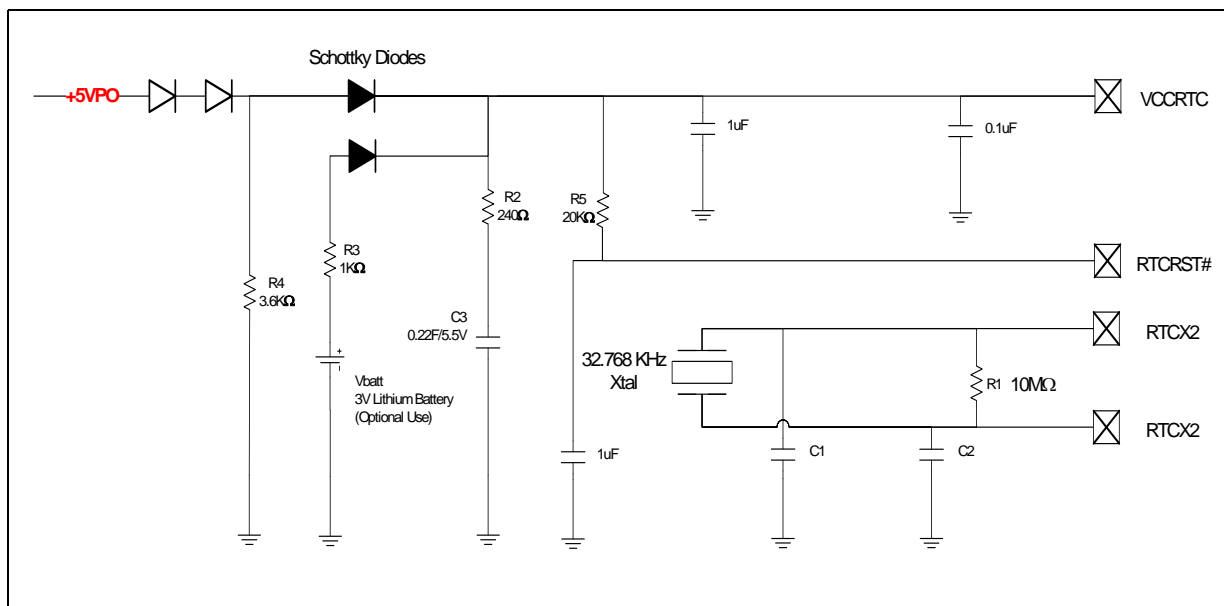 Schottky Diodes
+5VPO
VCCRTC
1uF
0.1uF
R2
240Ω
R5
20KΩ
R3
1KΩ
RTCRST#
R4
3.6KΩ
C3
0.22F/5.5V
RTCX2
32.768 KHz
Xtal
+
-
R1 10MΩ
Vbatt
3V Lithium Battery
(Optional Use)
RTCX2
1uF
C1
C2